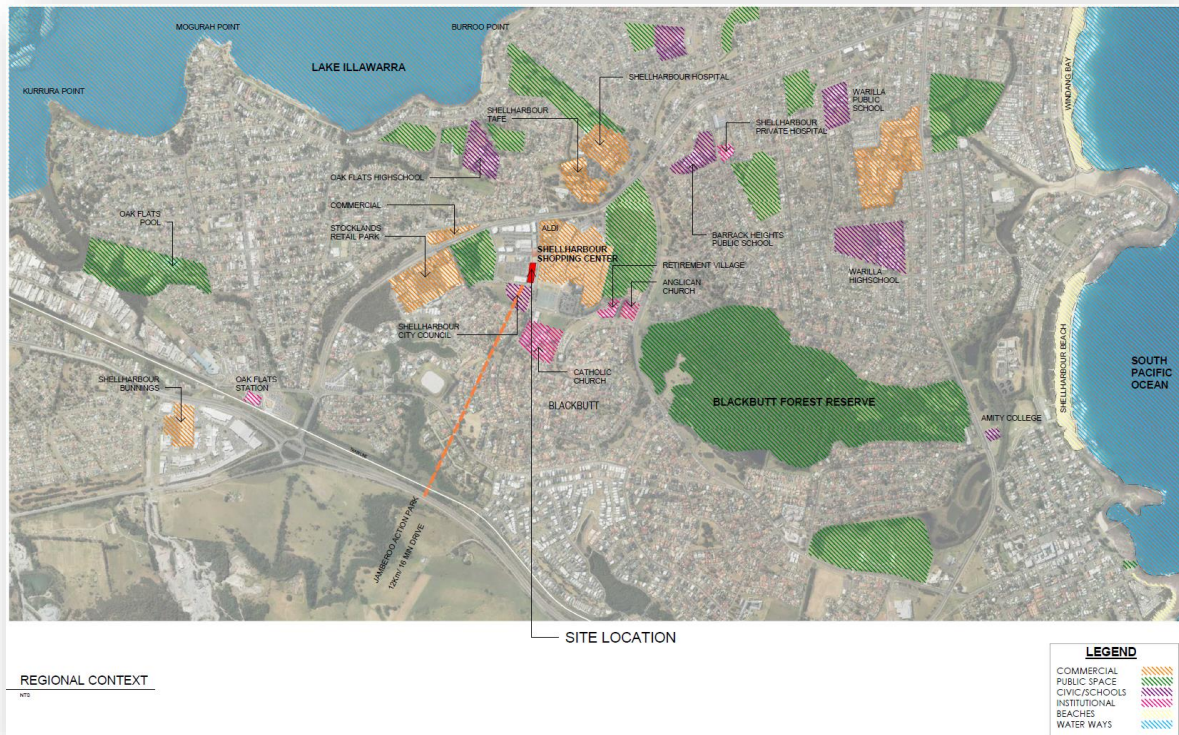 MOGURAH POINT
BURROO POINT
LAKE ILLAWARRA
KURRURA POINT
SHELLHARBOUR HOSPITAL
SHELLHARBOUR
TAFE
WARILLA
PUBLIC
SCHOOL
WINDANG BAY
SHELLHARBOUR
PRIVATE HOSPITAL
OAK FLATS HIGHSCHOOL
COMMERCIAL
OAK FLATS
POOL
STOCKLANDS
RETAIL PARK
ALDI
SHELLHARBOUR
SHOPPING CENTER
BARRACK HEIGHTS
PUBLIC SCHOOL
RETIREMENT VILLAGE
ANGLICAN
CHURCH
WARILLA
HIGHSCHOOL
SHELLHARBOUR
CITY COUNCIL
SHELLHARBOUR BEACH
SOUTH
PACIFIC
OCEAN
SHELLHARBOUR
BUNNINGS
OAK FLATS
STATION
CATHOLIC
CHURCH
BLACKBUTT
BLACKBUTT FOREST RESERVE
AMITY COLLEGE
JAMBEROO ACTION PARK
12Km/ 16 MIN DRIVE
SITE LOCATION
REGIONAL CONTEXT
NTS
LEGEND
COMMERCIAL
PUBLIC SPACE
CIVIC/SCHOOLS
INSTITUTIONAL
BEACHES
WATER WAYS